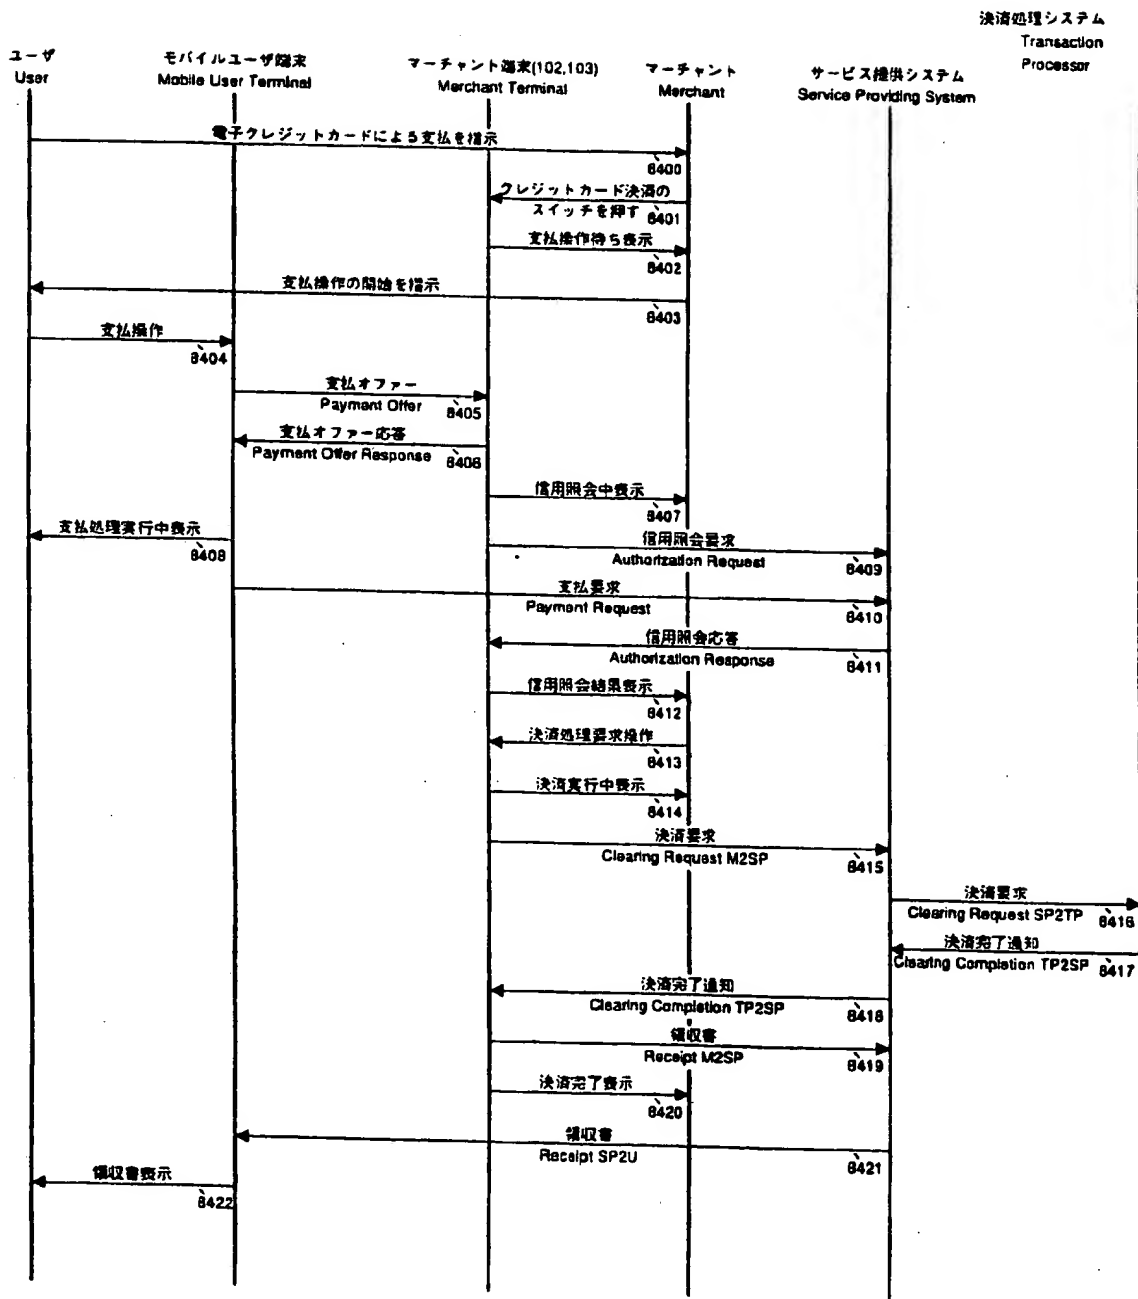 決済処理システム
Transaction
Processor
ユーザ
User
モバイルユーザ端末
Mobile User Terminal
マーチャント端末(102,103)
Merchant Terminal
マーチャント
Merchant
サービス提供システム
Service Providing System
電子クレジットカードによる支払を指示
8400
クレジットカード決済の
スイッチを押す
8401
支払操作待ち表示
8402
支払操作の開始を指示
8403
支払操作
8404
支払オファー
Payment Offer
8405
支払オファー応答
Payment Offer Response
8406
信用照会中表示
8407
支払処理実行中表示
8408
信用照会要求
Authorization Request
8409
支払要求
Payment Request
8410
信用照会応答
Authorization Response
8411
信用照会結果表示
8412
決済処理要求操作
8413
決済実行中表示
8414
決済要求
Clearing Request M2SP
8415
決済要求
Clearing Request SP2TP
8416
決済完了通知
Clearing Completion TP2SP
8417
決済完了通知
Clearing Completion TP2SP
8418
領収書
Receipt M2SP
8419
決済完了表示
8420
領収書
Receipt SP2U
8421
領収書表示
8422